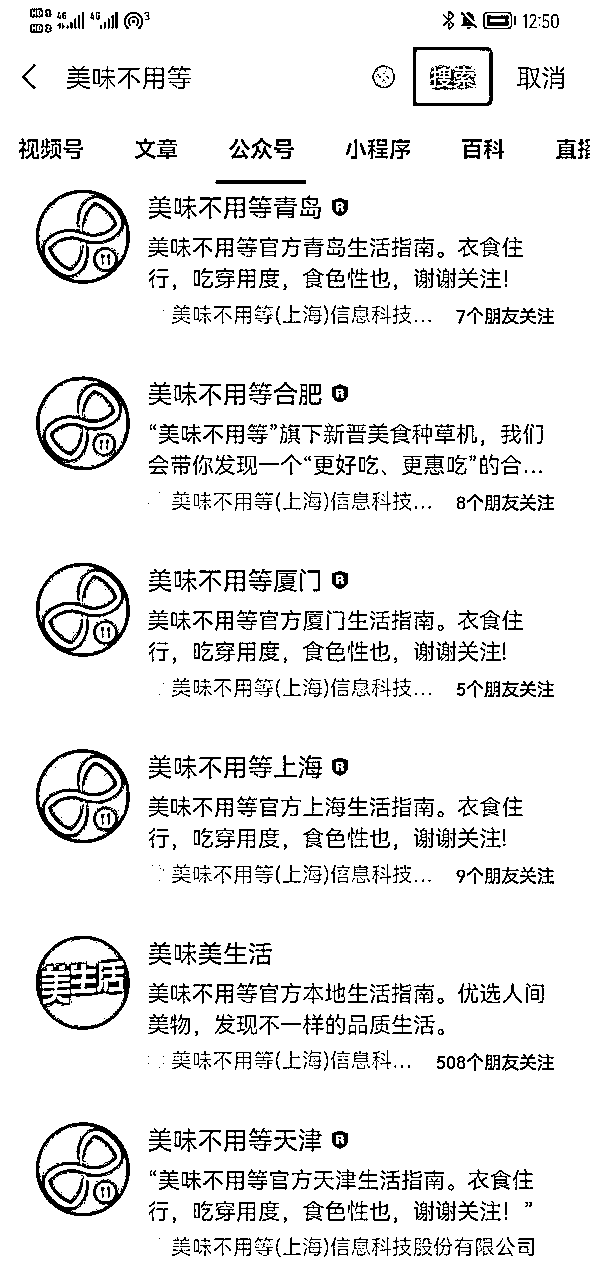 HD 4G 4G 3 12:50
HD
美味不用等 搜索 取消
视频号 文章 公众号 小程序 百科 直播
美味不用等青岛
美味不用等官方青岛生活指南。衣食住
行，吃穿用度，食色性也，谢谢关注！
美味不用等(上海)信息科技... 7个朋友关注
美味不用等合肥
“美味不用等”旗下新晋美食种草机，我们
会带你发现一个“更好吃、更惠吃”的合...
美味不用等(上海)信息科技... 8个朋友关注
美味不用等厦门
美味不用等官方厦门生活指南。衣食住
行，吃穿用度，食色性也，谢谢关注!
美味不用等(上海)信息科技... 5个朋友关注
美味不用等上海
美味不用等官方上海生活指南。衣食住
行，吃穿用度，食色性也，谢谢关注!
美味不用等(上海)信息科技... 9个朋友关注
美生活
美味美生活
美味不用等官方本地生活指南。优选人间
美物，发现不一样的品质生活。
美味不用等(上海)信息科... 508个朋友关注
美味不用等天津
“美味不用等官方天津生活指南。衣食住
行，吃穿用度，食色性也，谢谢关注！”
美味不用等(上海)信息科技股份有限公司